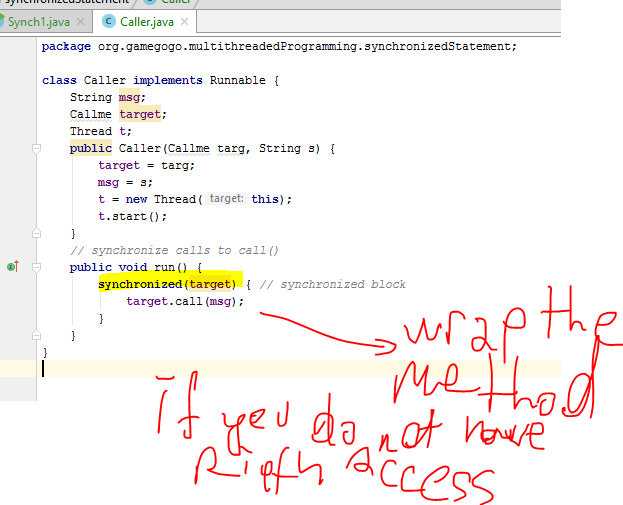 synchronizedStatement Caller
Synch1.java × Caller.java ×
package org.gamegogo.multithreadedProgramming.synchronizedStatement;
class Caller implements Runnable {
String msg;
Callme target;
Thread t;
public Caller(Callme targ, String s) {
target = targ;
msg = s;
t = new Thread( target: this);
t.start();
}
// synchronize calls to call()
public void run() {
synchronized(target) { // synchronized block
target.call(msg);
}
}
}
wrap the
method
if you do not have
access